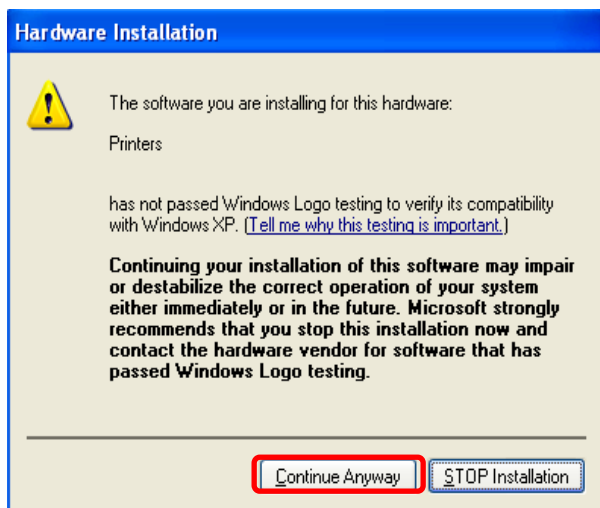 Hardware Installation
The software you are installing for this hardware:
Printers
has not passed Windows Logo testing to verify its compatibility
with Windows XP. (Tell me why this testing is important.)
Continuing your installation of this software may impair
or destabilize the correct operation of your system
either immediately or in the future. Microsoft strongly
recommends that you stop this installation now and
contact the hardware vendor for software that has
passed Windows Logo testing.
Continue Anyway STOP Installation